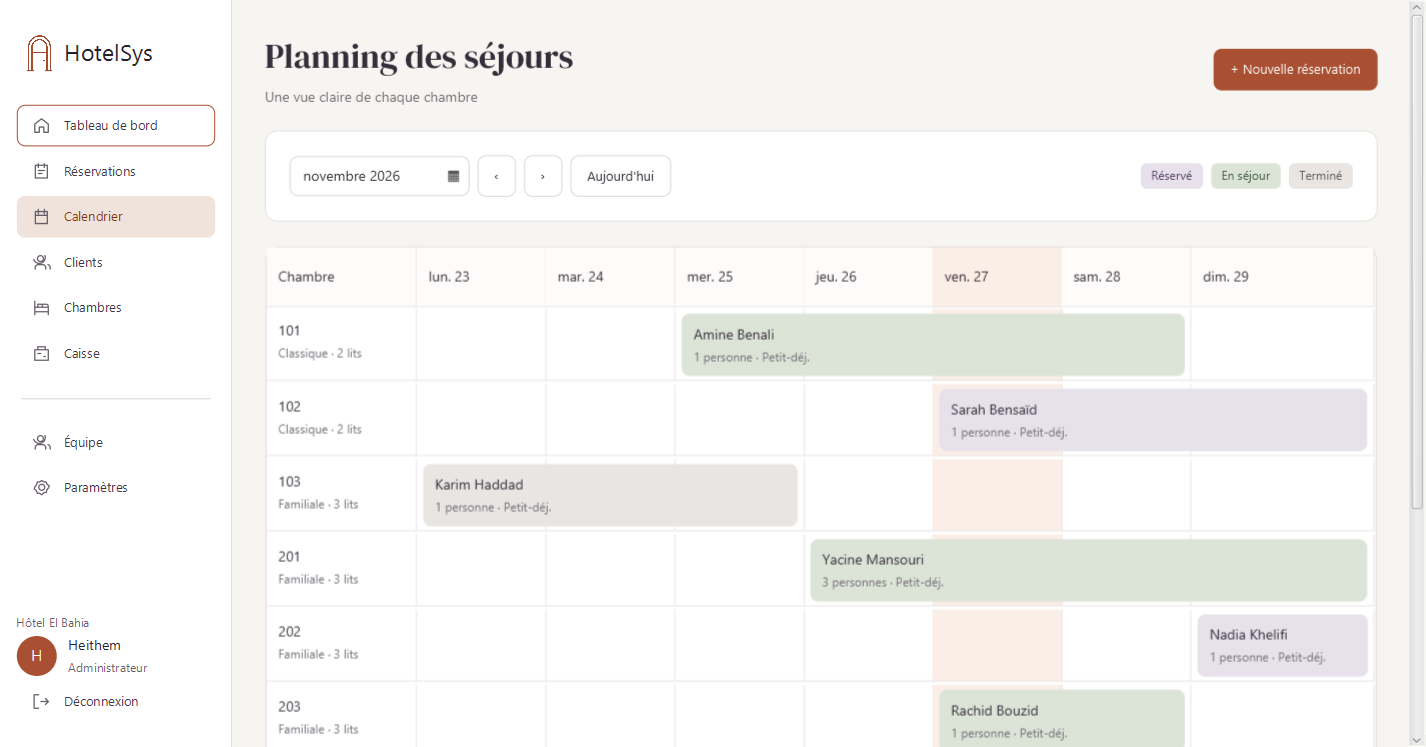 HotelSys
Tableau de bord
Réservations
Calendrier
Clients
Chambres
Caisse
Équipe
Paramètres
Hôtel El Bahia
H
Heithem
Administrateur
Déconnexion
Planning des séjours
Une vue claire de chaque chambre
+ Nouvelle réservation
novembre 2026
‹
›
Aujourd'hui
Réservé
En séjour
Terminé
Chambre lun. 23 mar. 24 mer. 25 jeu. 26 ven. 27 sam. 28 dim. 29
101
Classique · 2 lits
Amine Benali
1 personne · Petit-déj.
102
Classique · 2 lits
Sarah Bensaïd
1 personne · Petit-déj.
103
Familiale · 3 lits
Karim Haddad
1 personne · Petit-déj.
201
Familiale · 3 lits
Yacine Mansouri
3 personnes · Petit-déj.
202
Familiale · 3 lits
Nadia Khelifi
1 personne · Petit-déj.
203
Familiale · 3 lits
Rachid Bouzid
1 personne · Petit-déj.